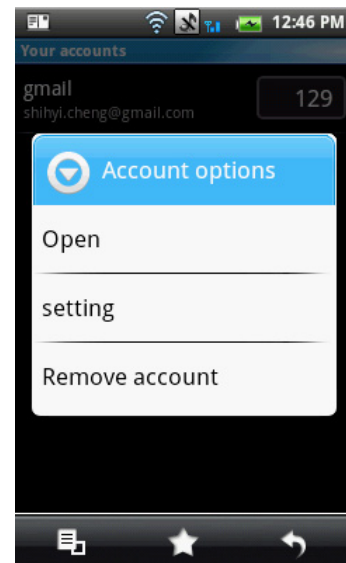 12:46 PM
Your accounts
gmail
shihyi.cheng@gmail.com
129
Account options
Open
setting
Remove account